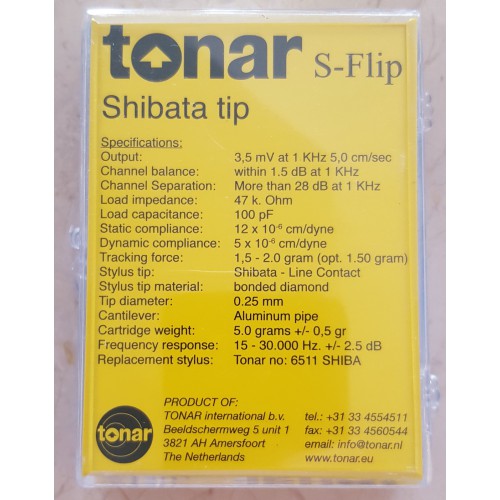 tonar S-Flip
Shibata tip
Specifications:
Output: 3,5 mV at 1 KHz 5,0 cm/sec
Channel balance: within 1.5 dB at 1 KHz
Channel Separation: More than 28 dB at 1 KHz
Load impedance: 47 k. Ohm
Load capacitance: 100 pF
Static compliance: 12 x 10⁻⁶ cm/dyne
Dynamic compliance: 5 x 10⁻⁶ cm/dyne
Tracking force: 1,5 - 2.0 gram (opt. 1.50 gram)
Stylus tip: Shibata - Line Contact
Stylus tip material: bonded diamond
Tip diameter: 0.25 mm
Cantilever: Aluminum pipe
Cartridge weight: 5.0 grams +/- 0,5 gr
Frequency response: 15 - 30.000 Hz. +/- 2.5 dB
Replacement stylus: Tonar no: 6511 SHIBA
tonar
PRODUCT OF:
TONAR international b.v. tel.: +31 33 4554511
Beeldschermweg 5 unit 1 fax: +31 33 4560544
3821 AH Amersfoort email: info@tonar.nl
The Netherlands www.tonar.eu